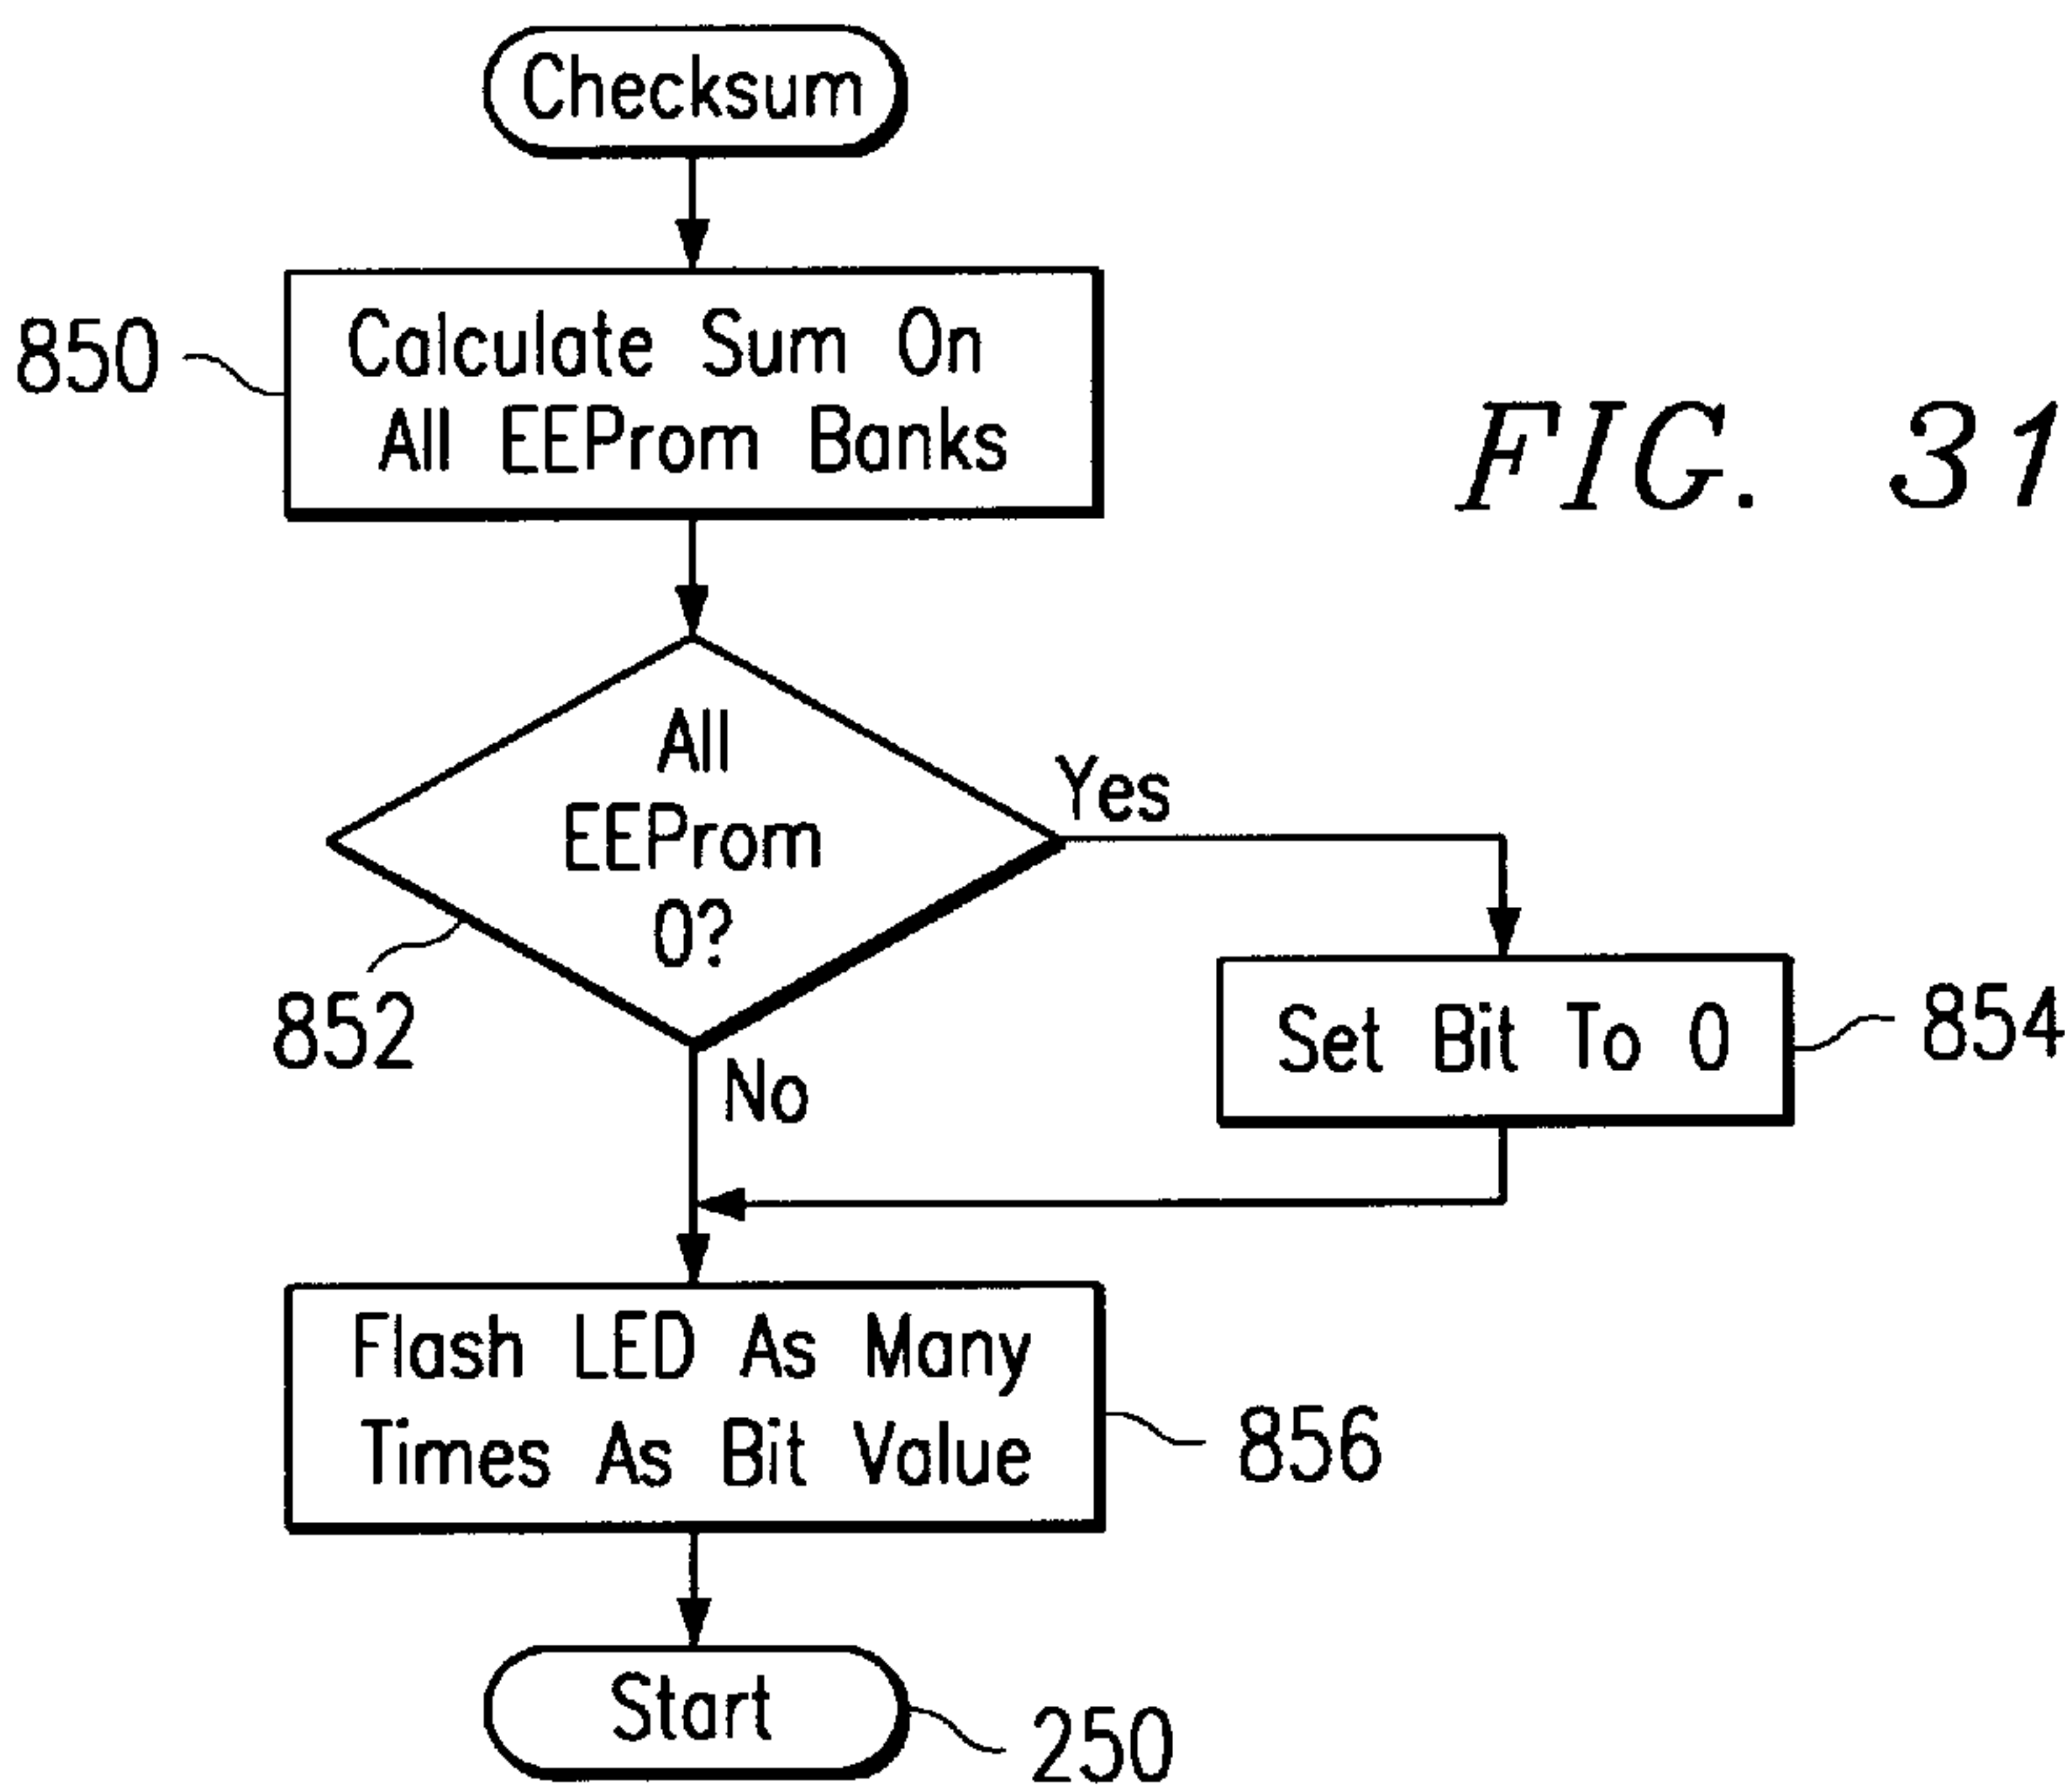 Checksum
850
Calculate Sum On
All EEProm Banks
FIG. 31
All
EEProm
0?
Yes
852
No
Set Bit To 0
854
Flash LED As Many
Times As Bit Value
856
Start
250